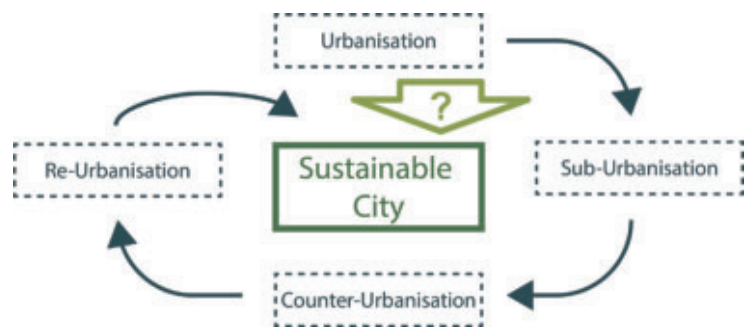 Urbanisation
?
Re-Urbanisation
Sustainable
City
Sub-Urbanisation
Counter-Urbanisation